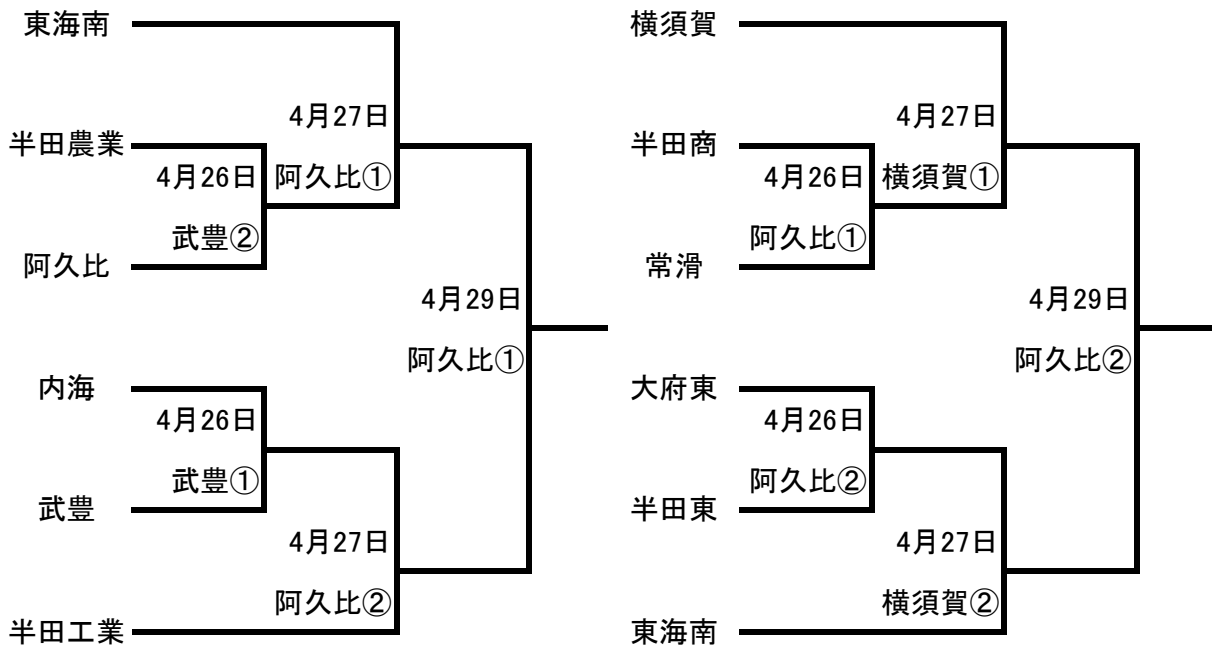 東海南
4月27日
半田農業
4月26日
阿久比①
武豊②
阿久比
4月29日
阿久比①
内海
4月26日
武豊①
武豊
4月27日
阿久比②
半田工業
横須賀
4月27日
半田商
4月26日
横須賀①
阿久比①
常滑
4月29日
阿久比②
大府東
4月26日
阿久比②
半田東
4月27日
横須賀②
東海南